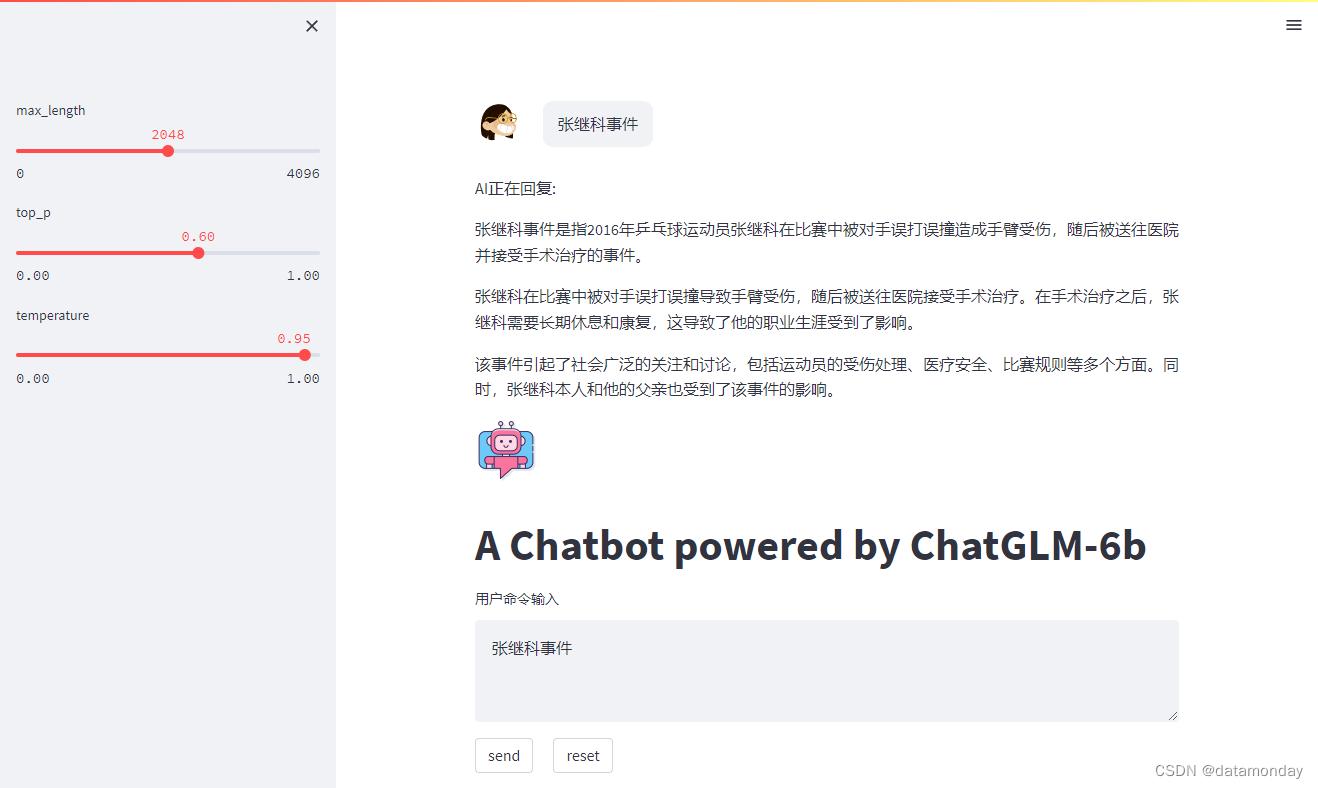 max_length
2048
0 4096
top_p
0.60
0.00 1.00
temperature
0.95
0.00 1.00
张继科事件
AI正在回复:
张继科事件是指2016年乒乓球运动员张继科在比赛中被对手误打误撞造成手臂受伤，随后被送往医院
并接受手术治疗的事件。
张继科在比赛中被对手误打误撞导致手臂受伤，随后被送往医院接受手术治疗。在手术治疗之后，张
继科需要长期休息和康复，这导致了他的职业生涯受到了影响。
该事件引起了社会广泛的关注和讨论，包括运动员的受伤处理、医疗安全、比赛规则等多个方面。同
时，张继科本人和他的父亲也受到了该事件的影响。
A Chatbot powered by ChatGLM-6b
用户命令输入
张继科事件
send reset
CSDN @datamonday